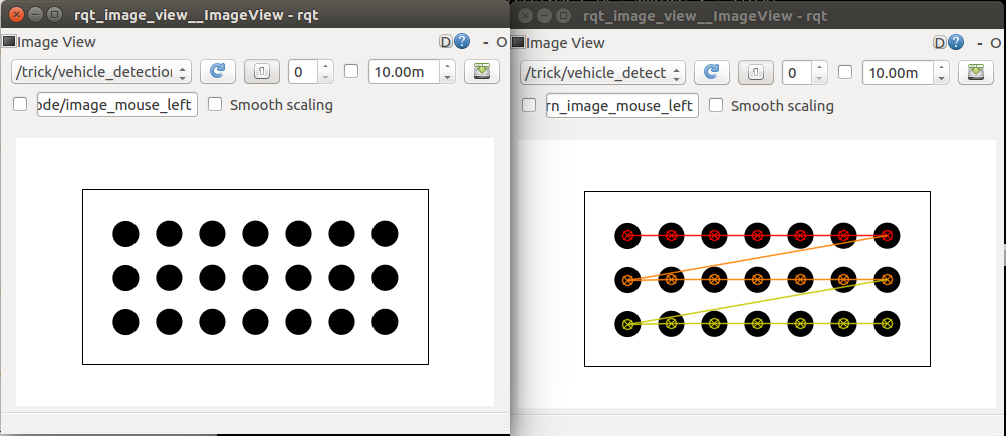 rqt_image_view__ImageView - rqt
Image View
D ? - O
/trick/vehicle_detection
0
10.00m
ode/image_mouse_left
Smooth scaling
rqt_image_view__ImageView - rqt
Image View
D ? - O
/trick/vehicle_detect
0
10.00m
rn_image_mouse_left
Smooth scaling